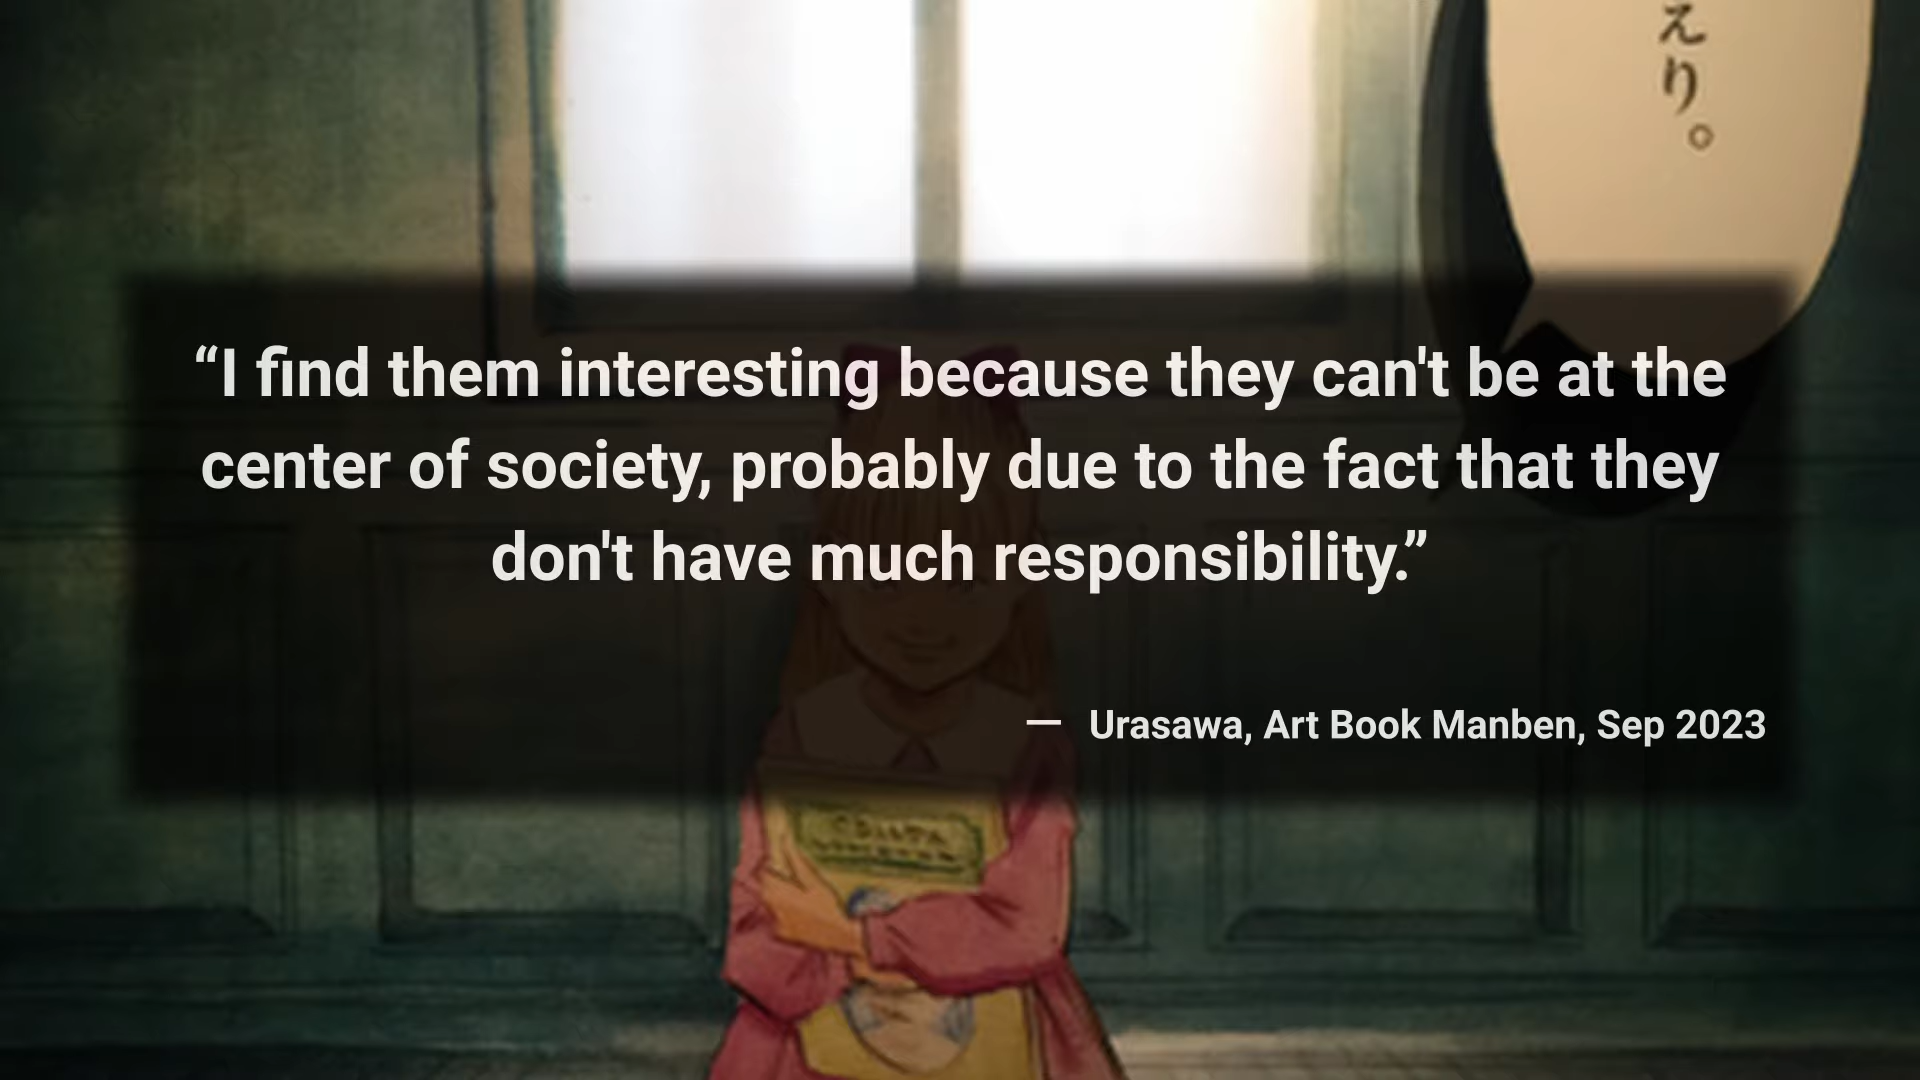 えり。
“I find them interesting because they can't be at the
center of society, probably due to the fact that they
don't have much responsibility.”
— Urasawa, Art Book Manben, Sep 2023